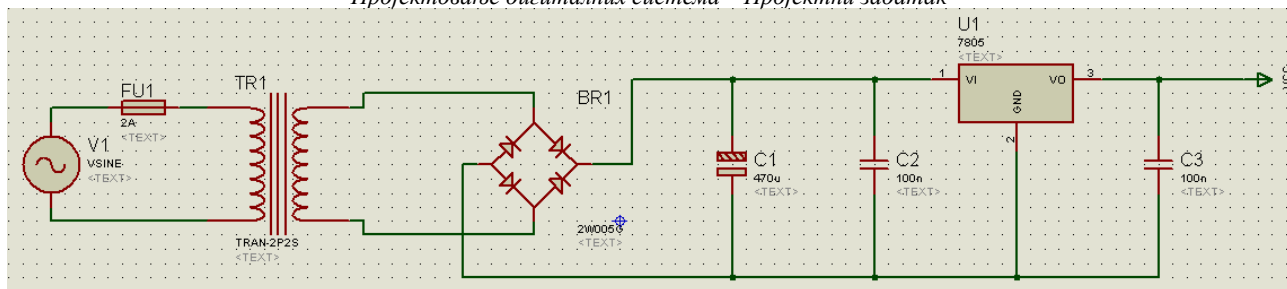 Пројектовање дигиталних система – Пројектни задатак
FU1
2A
<TEXT>
V1
VSINE
<TEXT>
TR1
TRAN-2P2S
<TEXT>
BR1
2W005G
<TEXT>
C1
470u
<TEXT>
C2
100n
<TEXT>
U1
7805
<TEXT>
1
VI
VO
3
GND
2
C3
100n
<TEXT>